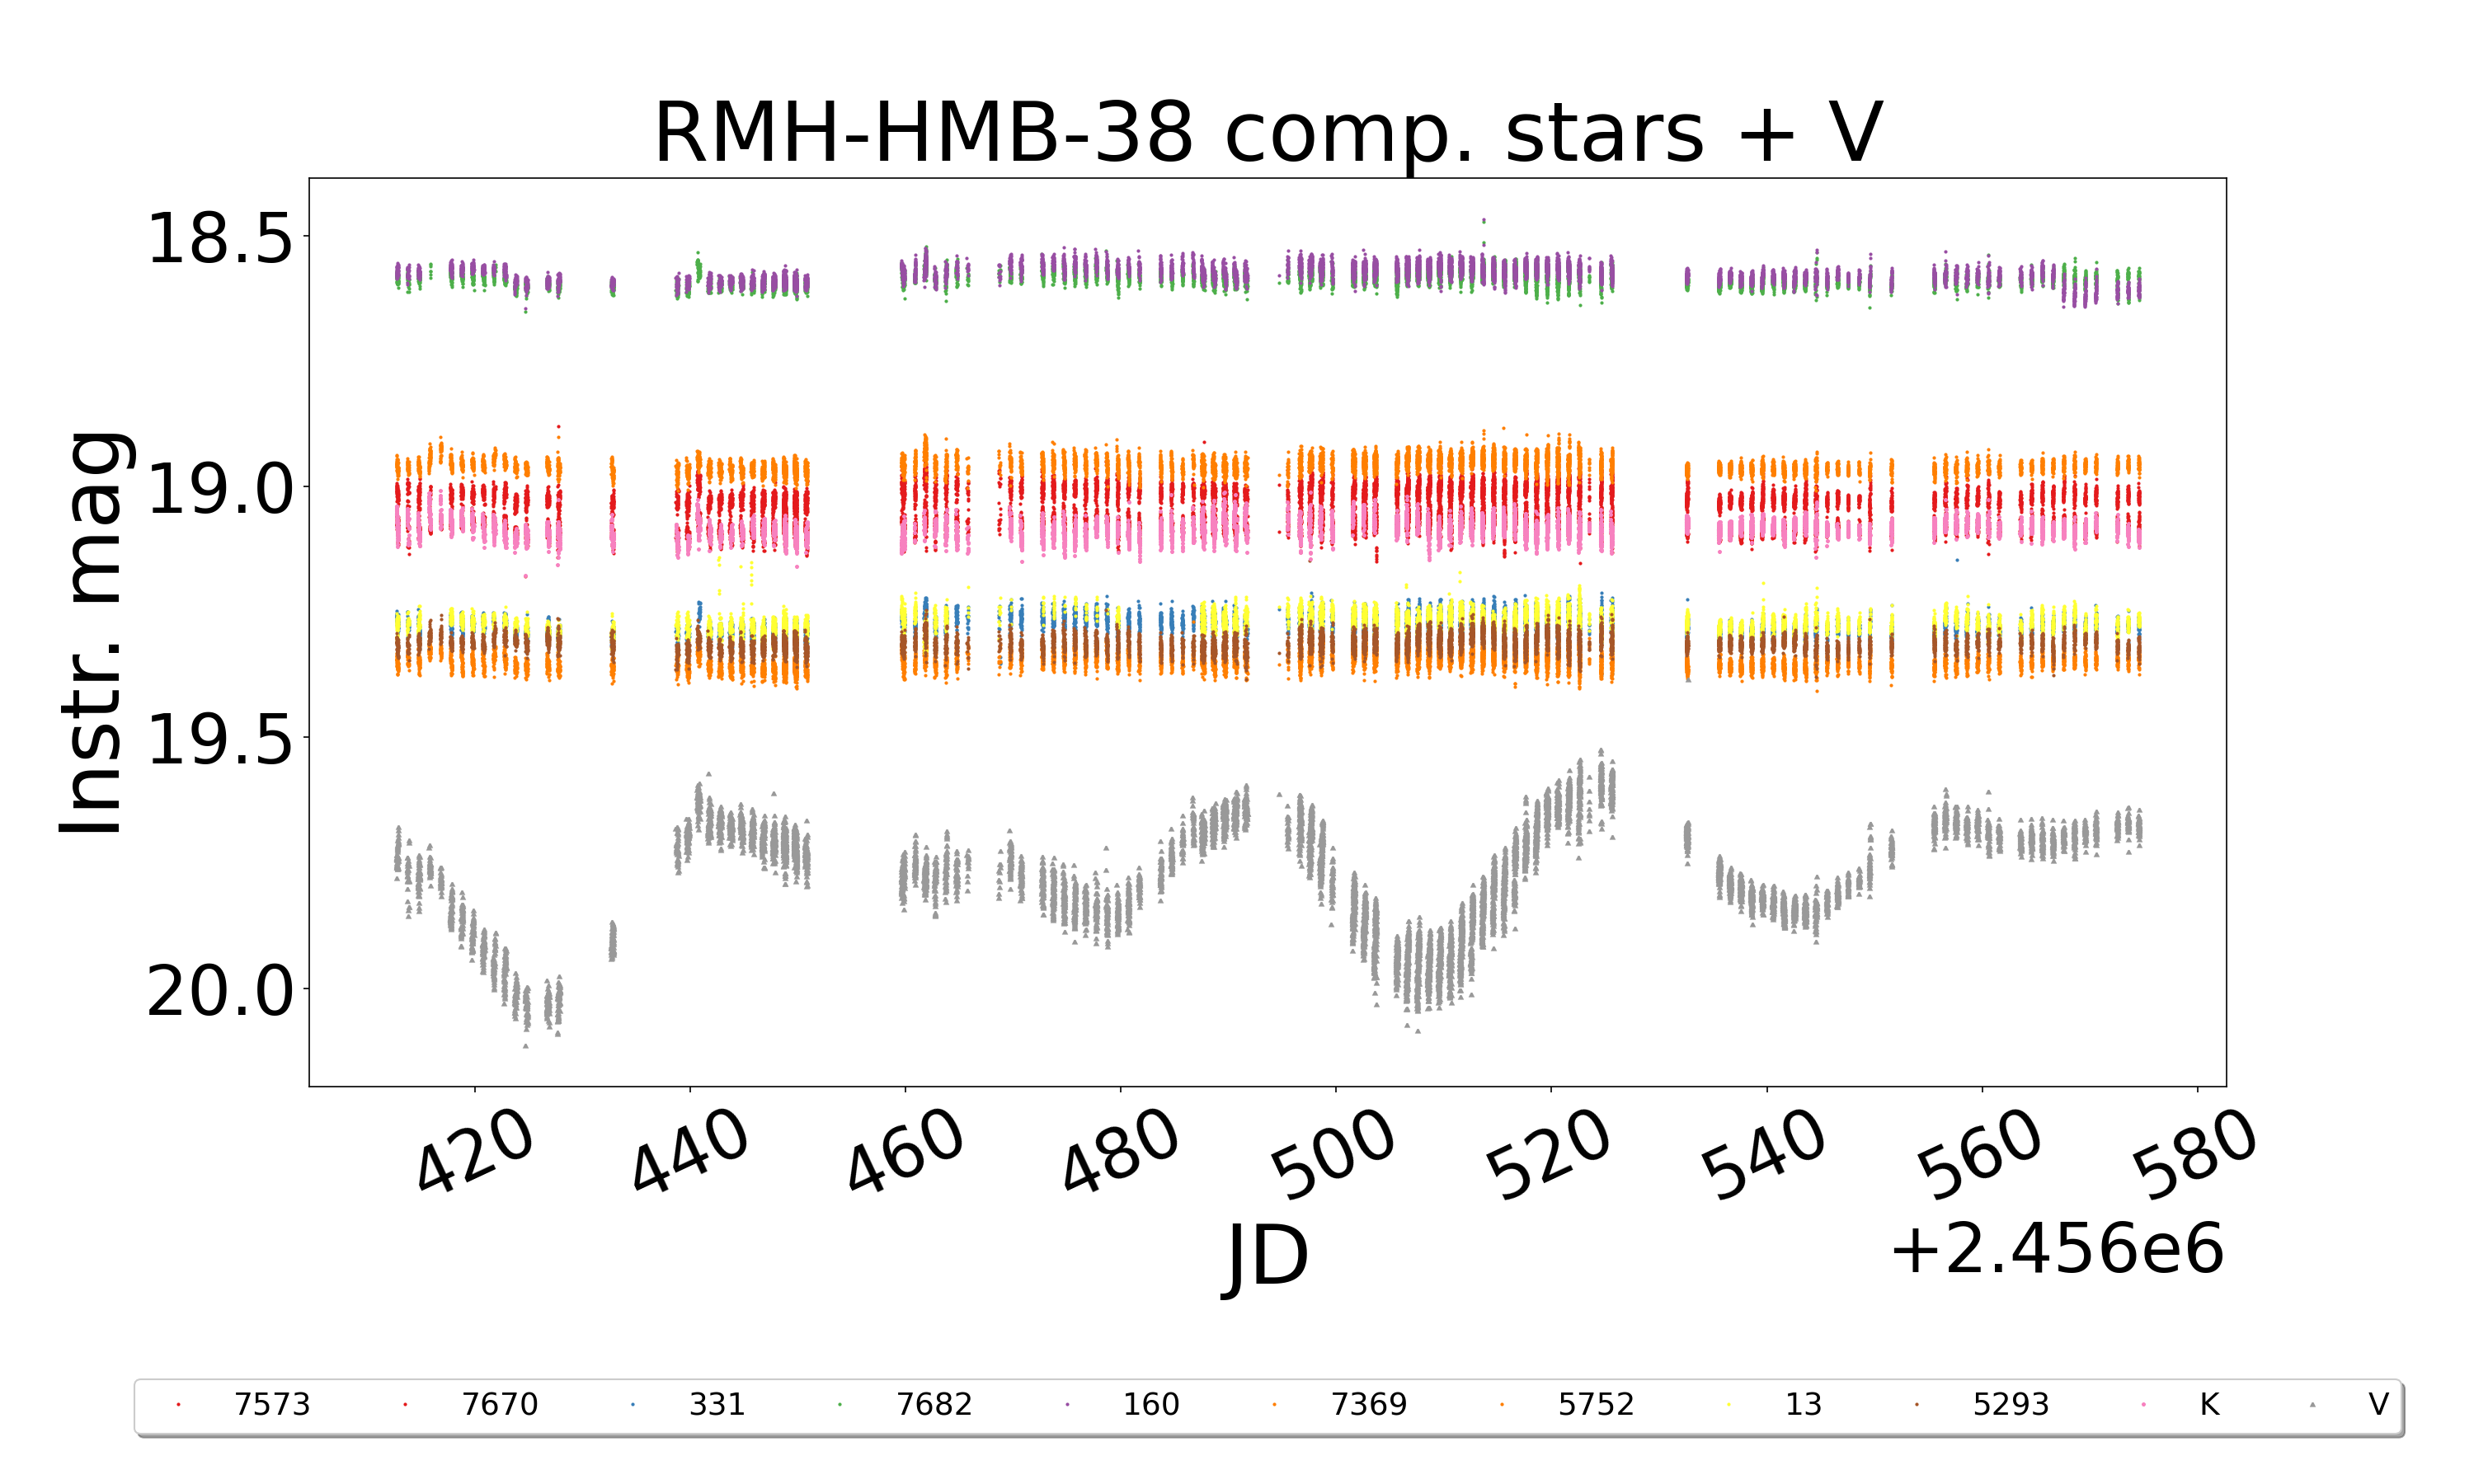 RMH-HMB-38 comp. stars + V
Instr. mag
18.5
19.0
19.5
20.0
420 440 460 480 500 520 540 560 580
JD
+2.456e6
7573 7670 331 7682 160 7369 5752 13 5293 K V